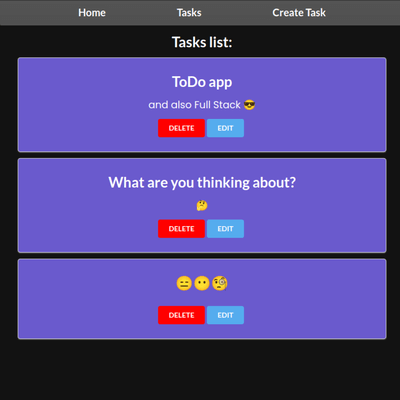 Home Tasks Create Task
Tasks list:
ToDo app
and also Full Stack 😎
DELETE EDIT
What are you thinking about?
🤔
DELETE EDIT
😑😶🧐
DELETE EDIT